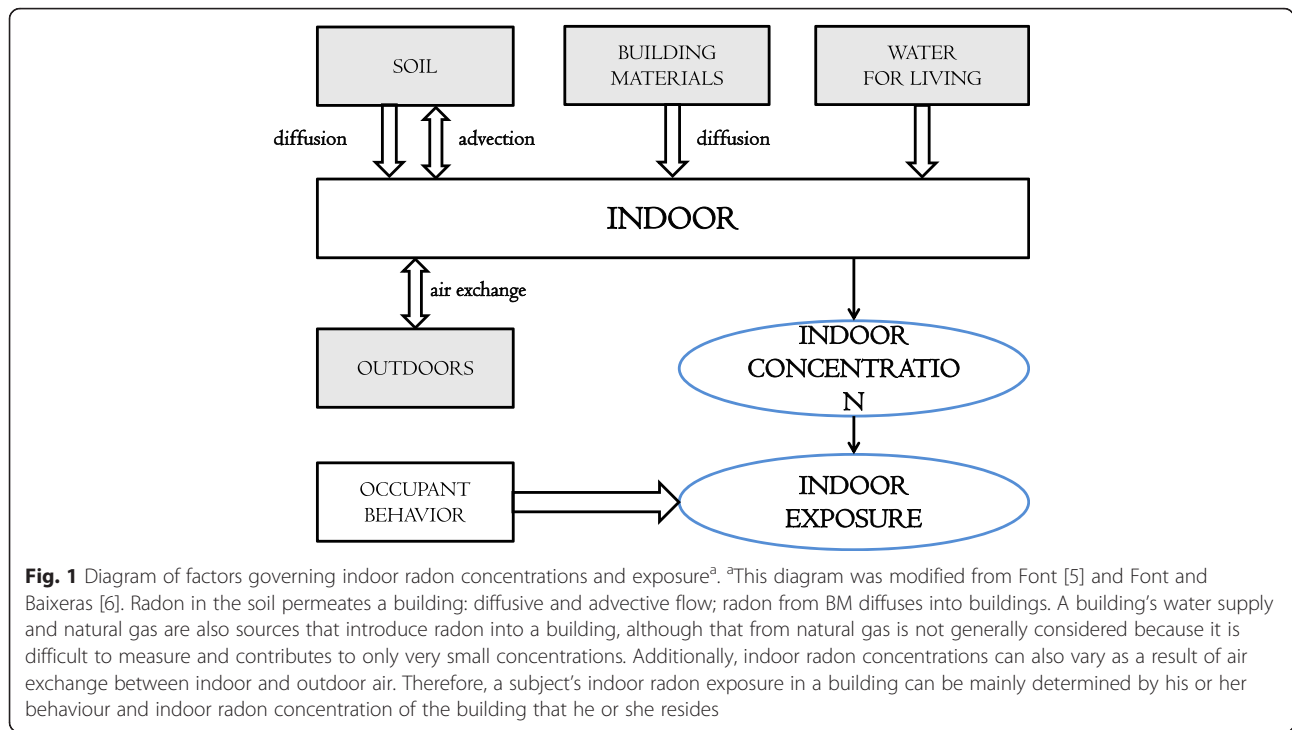 SOIL
BUILDING
MATERIALS
WATER
FOR LIVING
diffusion
advection
diffusion
INDOOR
air exchange
OUTDOORS
INDOOR
CONCENTRATIO
N
OCCUPANT
BEHAVIOR
INDOOR
EXPOSURE
Fig. 1 Diagram of factors governing indoor radon concentrations and exposureᵃ. ᵃThis diagram was modified from Font [5] and Font and
Baixeras [6]. Radon in the soil permeates a building: diffusive and advective flow; radon from BM diffuses into buildings. A building's water supply
and natural gas are also sources that introduce radon into a building, although that from natural gas is not generally considered because it is
difficult to measure and contributes to only very small concentrations. Additionally, indoor radon concentrations can also vary as a result of air
exchange between indoor and outdoor air. Therefore, a subject's indoor radon exposure in a building can be mainly determined by his or her
behaviour and indoor radon concentration of the building that he or she resides